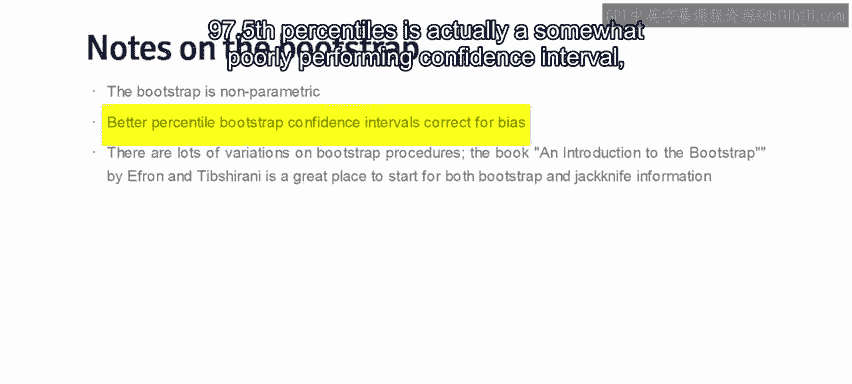 97.5th percentiles is actually a somewhat
Notes on the bootstrap
poorly performing confidence interval,
· The bootstrap is non-parametric
· Better percentile bootstrap confidence intervals correct for bias
· There are lots of variations on bootstrap procedures; the book "An Introduction to the Bootstrap""
by Efron and Tibshirani is a great place to start for both bootstrap and jackknife information